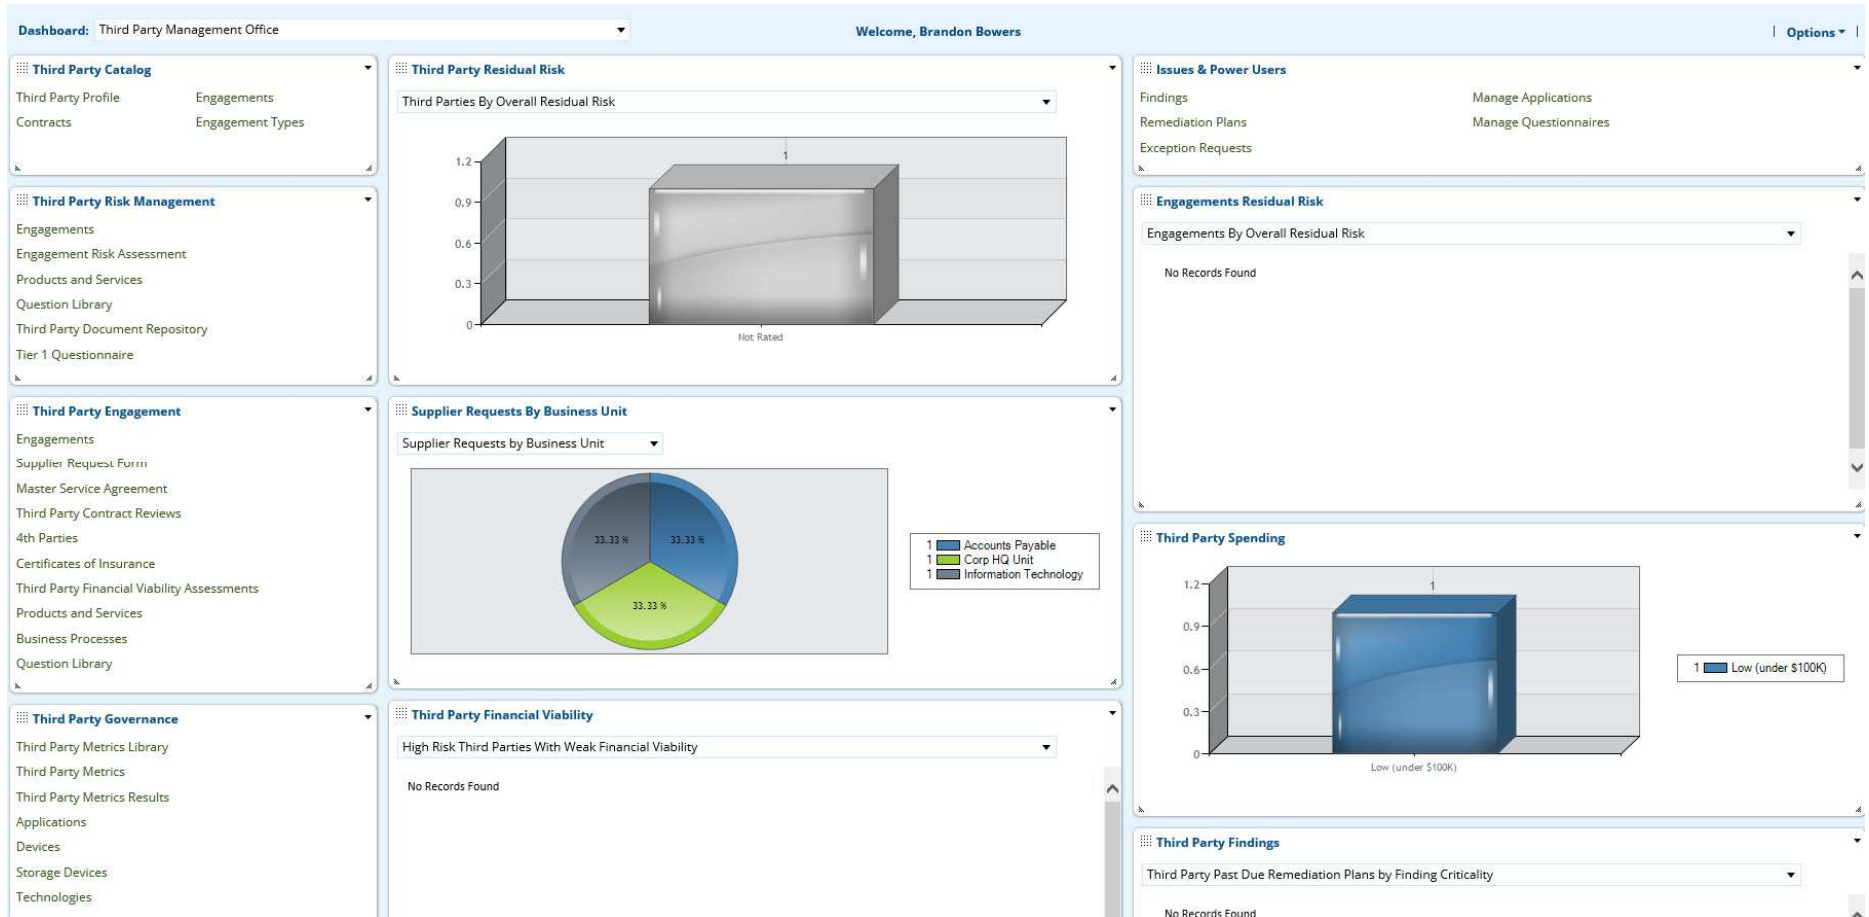 Dashboard: Third Party Management Office
Welcome, Brandon Bowers
| Options |
Third Party Catalog
Third Party Profile Engagements
Contracts Engagement Types
Third Party Risk Management
Engagements
Engagement Risk Assessment
Products and Services
Question Library
Third Party Document Repository
Tier 1 Questionnaire
Third Party Engagement
Engagements
Supplier Request Form
Master Service Agreement
Third Party Contract Reviews
4th Parties
Certificates of Insurance
Third Party Financial Viability Assessments
Products and Services
Business Processes
Question Library
Third Party Governance
Third Party Metrics Library
Third Party Metrics
Third Party Metrics Results
Applications
Devices
Storage Devices
Technologies
Third Party Residual Risk
Third Parties By Overall Residual Risk
1
1.2
0.9
0.6
0.3
0
Not Rated
Supplier Requests By Business Unit
Supplier Requests by Business Unit
33.33 % 33.33 %
33.33 %
1 Accounts Payable
1 Corp HQ Unit
1 Information Technology
Third Party Financial Viability
High Risk Third Parties With Weak Financial Viability
No Records Found
Issues & Power Users
Findings Manage Applications
Remediation Plans Manage Questionnaires
Exception Requests
Engagements Residual Risk
Engagements By Overall Residual Risk
No Records Found
Third Party Spending
1
1.2
0.9
0.6
0.3
0
Low (under $100K)
1 Low (under $100K)
Third Party Findings
Third Party Past Due Remediation Plans by Finding Criticality
No Records Found